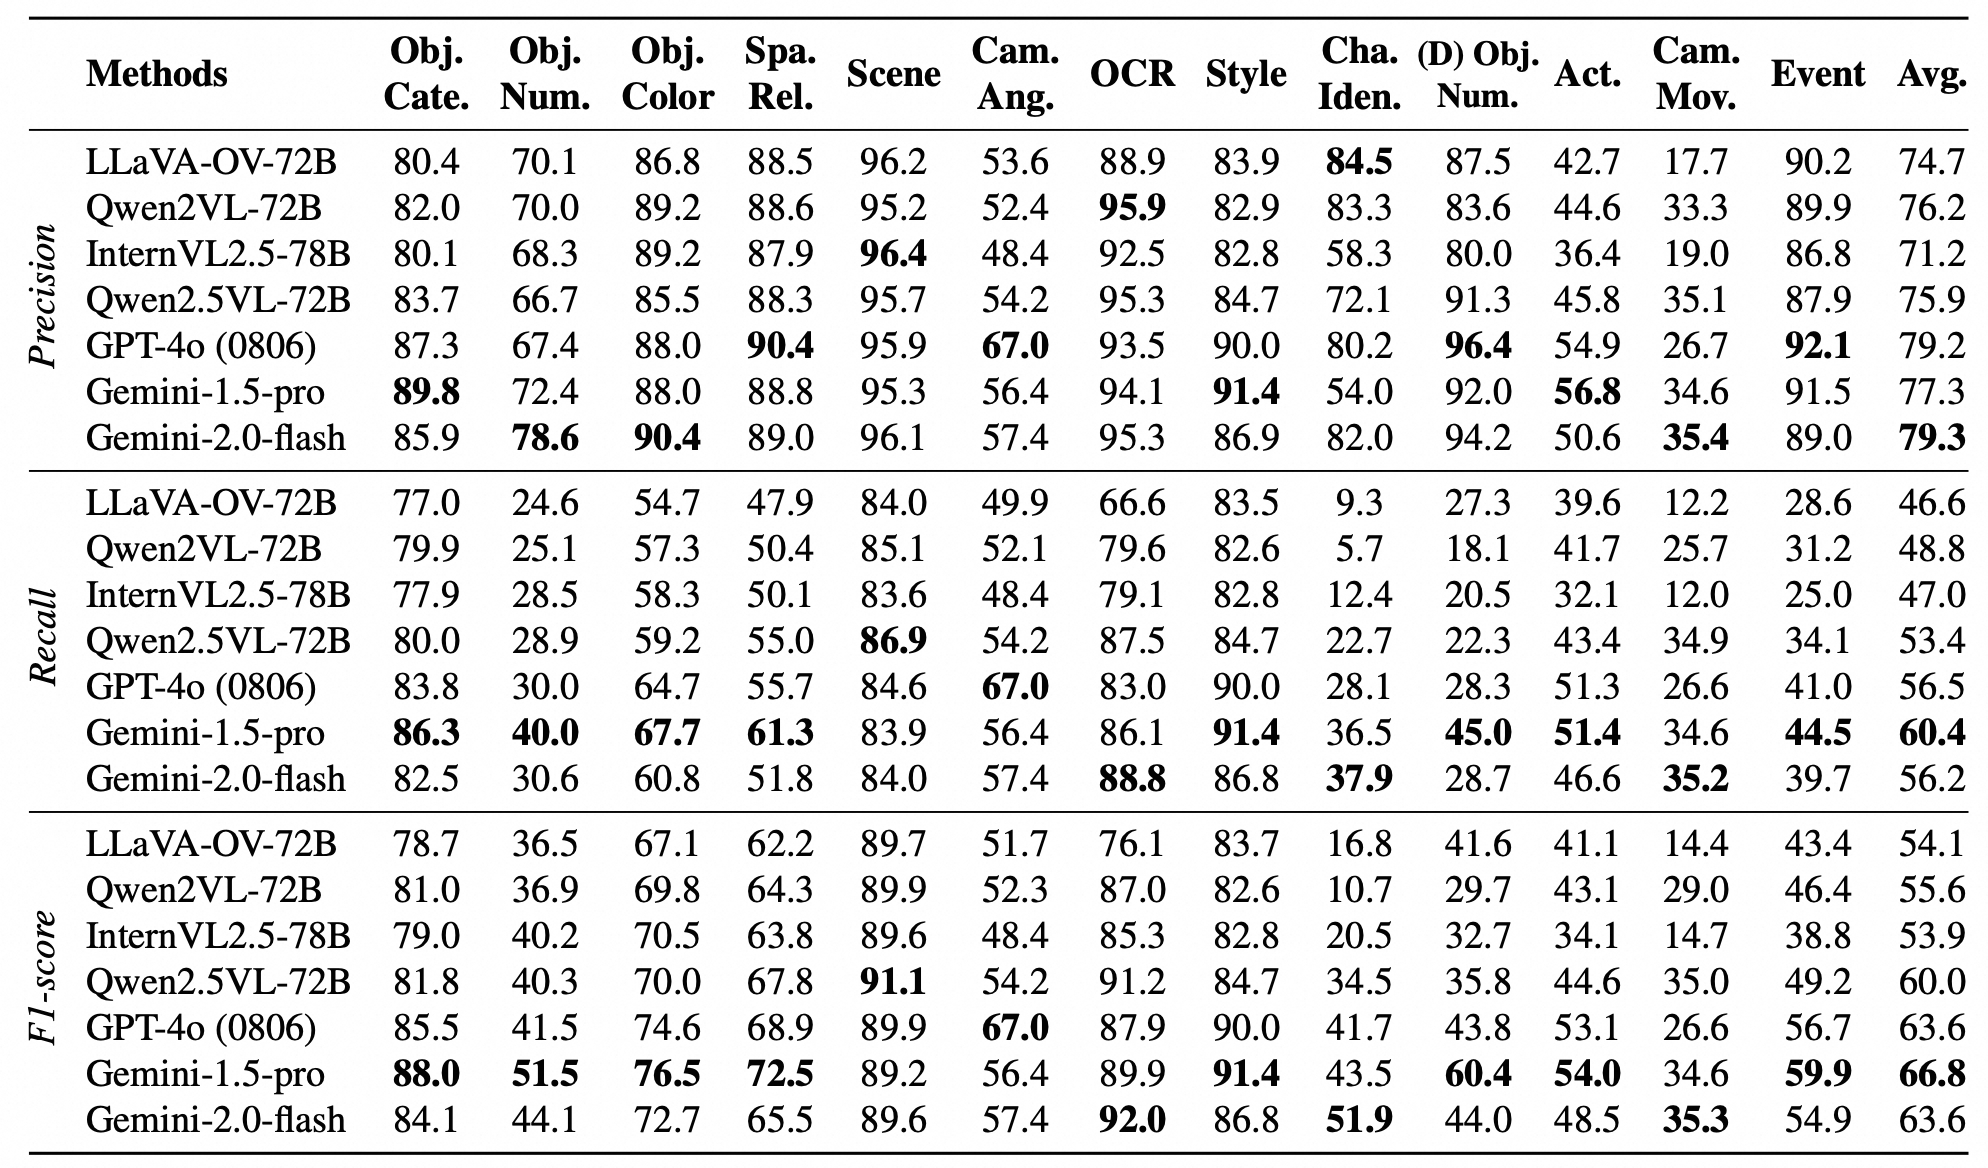 Methods Obj. Cate. Obj. Num. Obj. Color Spa. Rel. Scene Cam. Ang. OCR Style Cha. Iden. (D) Obj. Num. Act. Cam. Mov. Event Avg.
Precision
LLaVA-OV-72B 80.4 70.1 86.8 88.5 96.2 53.6 88.9 83.9 84.5 87.5 42.7 17.7 90.2 74.7
Qwen2VL-72B 82.0 70.0 89.2 88.6 95.2 52.4 95.9 82.9 83.3 83.6 44.6 33.3 89.9 76.2
InternVL2.5-78B 80.1 68.3 89.2 87.9 96.4 48.4 92.5 82.8 58.3 80.0 36.4 19.0 86.8 71.2
Qwen2.5VL-72B 83.7 66.7 85.5 88.3 95.7 54.2 95.3 84.7 72.1 91.3 45.8 35.1 87.9 75.9
GPT-4o (0806) 87.3 67.4 88.0 90.4 95.9 67.0 93.5 90.0 80.2 96.4 54.9 26.7 92.1 79.2
Gemini-1.5-pro 89.8 72.4 88.0 88.8 95.3 56.4 94.1 91.4 54.0 92.0 56.8 34.6 91.5 77.3
Gemini-2.0-flash 85.9 78.6 90.4 89.0 96.1 57.4 95.3 86.9 82.0 94.2 50.6 35.4 89.0 79.3
Recall
LLaVA-OV-72B 77.0 24.6 54.7 47.9 84.0 49.9 66.6 83.5 9.3 27.3 39.6 12.2 28.6 46.6
Qwen2VL-72B 79.9 25.1 57.3 50.4 85.1 52.1 79.6 82.6 5.7 18.1 41.7 25.7 31.2 48.8
InternVL2.5-78B 77.9 28.5 58.3 50.1 83.6 48.4 79.1 82.8 12.4 20.5 32.1 12.0 25.0 47.0
Qwen2.5VL-72B 80.0 28.9 59.2 55.0 86.9 54.2 87.5 84.7 22.7 22.3 43.4 34.9 34.1 53.4
GPT-4o (0806) 83.8 30.0 64.7 55.7 84.6 67.0 83.0 90.0 28.1 28.3 51.3 26.6 41.0 56.5
Gemini-1.5-pro 86.3 40.0 67.7 61.3 83.9 56.4 86.1 91.4 36.5 45.0 51.4 34.6 44.5 60.4
Gemini-2.0-flash 82.5 30.6 60.8 51.8 84.0 57.4 88.8 86.8 37.9 28.7 46.6 35.2 39.7 56.2
F1-score
LLaVA-OV-72B 78.7 36.5 67.1 62.2 89.7 51.7 76.1 83.7 16.8 41.6 41.1 14.4 43.4 54.1
Qwen2VL-72B 81.0 36.9 69.8 64.3 89.9 52.3 87.0 82.6 10.7 29.7 43.1 29.0 46.4 55.6
InternVL2.5-78B 79.0 40.2 70.5 63.8 89.6 48.4 85.3 82.8 20.5 32.7 34.1 14.7 38.8 53.9
Qwen2.5VL-72B 81.8 40.3 70.0 67.8 91.1 54.2 91.2 84.7 34.5 35.8 44.6 35.0 49.2 60.0
GPT-4o (0806) 85.5 41.5 74.6 68.9 89.9 67.0 87.9 90.0 41.7 43.8 53.1 26.6 56.7 63.6
Gemini-1.5-pro 88.0 51.5 76.5 72.5 89.2 56.4 89.9 91.4 43.5 60.4 54.0 34.6 59.9 66.8
Gemini-2.0-flash 84.1 44.1 72.7 65.5 89.6 57.4 92.0 86.8 51.9 44.0 48.5 35.3 54.9 63.6